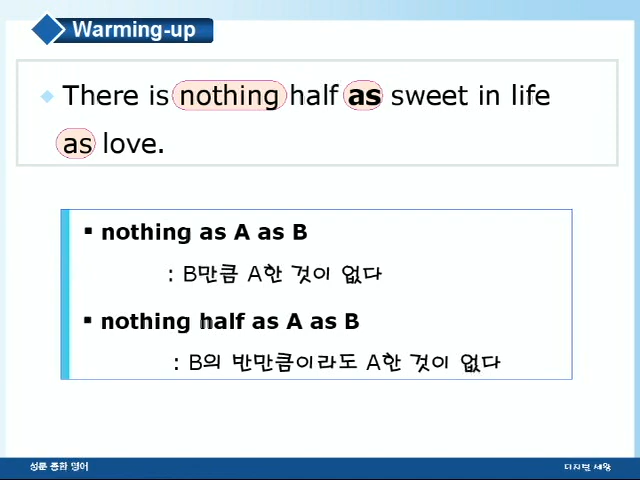 Warming-up
There is nothing half as sweet in life
as love.
▪ nothing as A as B
: B만큼 A한 것이 없다
▪ nothing half as A as B
: B의 반만큼이라도 A한 것이 없다
성문 종합 영어
디지털 세움